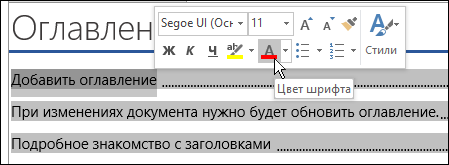 Оглавлен
Segoe UI (Осн 11
Ж К Ч ab A Стили
Цвет шрифта
Добавить оглавление
При изменениях документа нужно будет обновить оглавление.
Подробное знакомство с заголовками